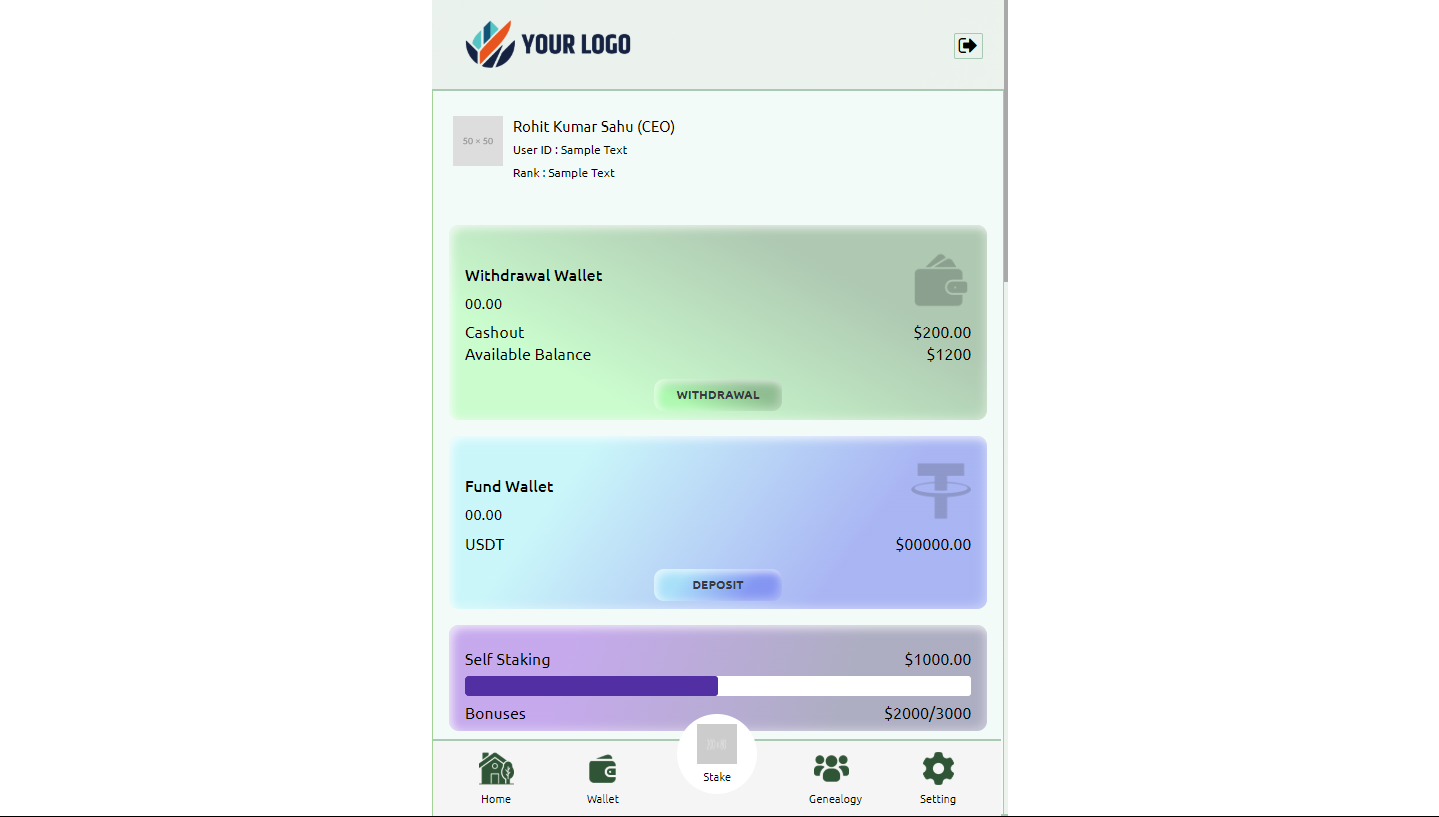 YOUR LOGO
50 × 50
Rohit Kumar Sahu (CEO)
User ID : Sample Text
Rank : Sample Text
Withdrawal Wallet
00.00
Cashout $200.00
Available Balance $1200
WITHDRAWAL
Fund Wallet
00.00
USDT $00000.00
DEPOSIT
Self Staking $1000.00
Bonuses $2000/3000
Home Wallet Stake Genealogy Setting